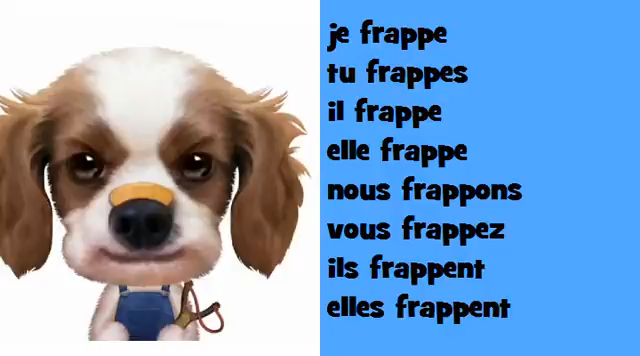 je frappe
tu frappes
il frappe
elle frappe
nous frappons
vous frappez
ils frappent
elles frappent